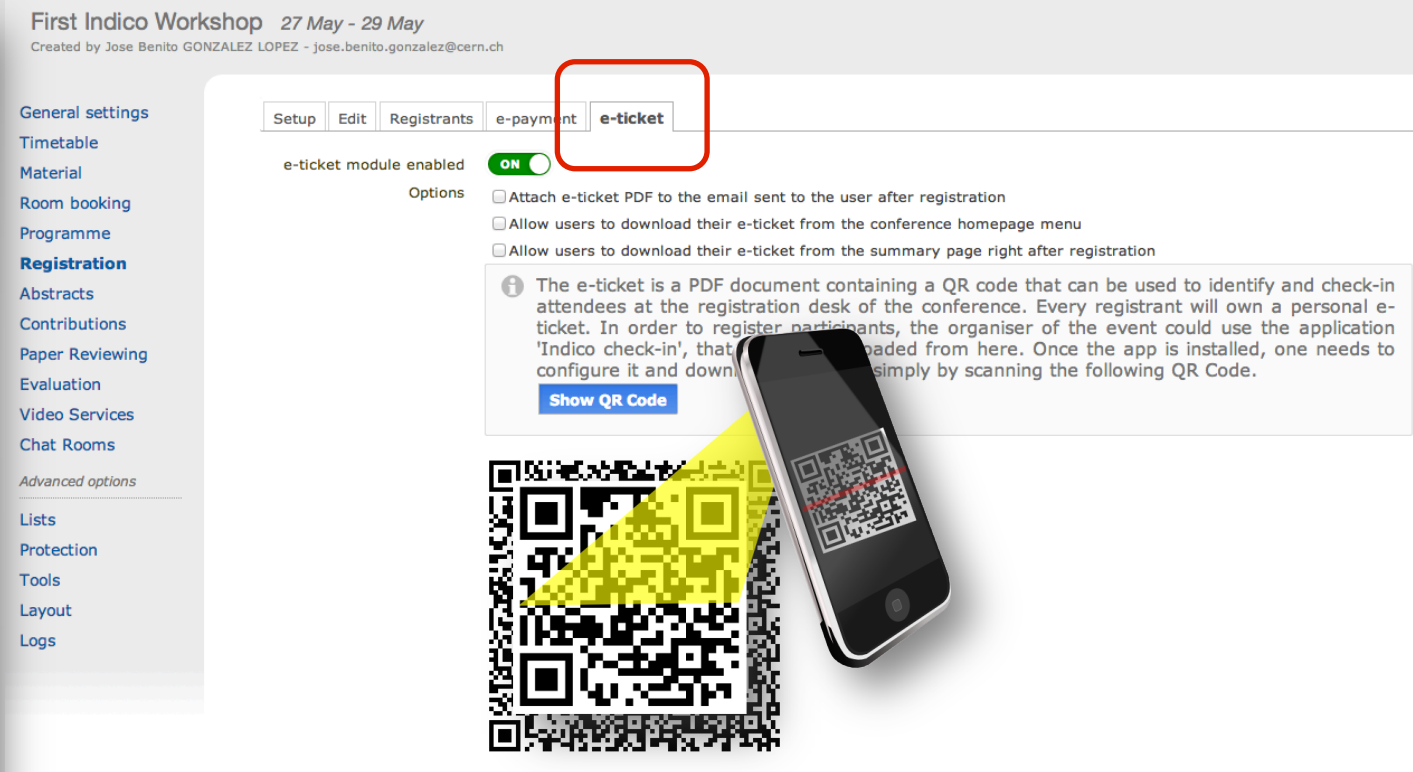 First Indico Workshop 27 May - 29 May
Created by Jose Benito GONZALEZ LOPEZ - jose.benito.gonzalez@cern.ch
General settings
Timetable
Material
Room booking
Programme
Registration
Abstracts
Contributions
Paper Reviewing
Evaluation
Video Services
Chat Rooms
Advanced options
Lists
Protection
Tools
Layout
Logs
Setup Edit Registrants e-payment e-ticket
e-ticket module enabled ON
Options
Attach e-ticket PDF to the email sent to the user after registration
Allow users to download their e-ticket from the conference homepage menu
Allow users to download their e-ticket from the summary page right after registration
The e-ticket is a PDF document containing a QR code that can be used to identify and check-in
attendees at the registration desk of the conference. Every registrant will own a personal e-
ticket. In order to register participants, the organiser of the event could use the application
'Indico check-in', that from here. Once the app is installed, one needs to
configure it and simply by scanning the following QR Code.
Show QR Code